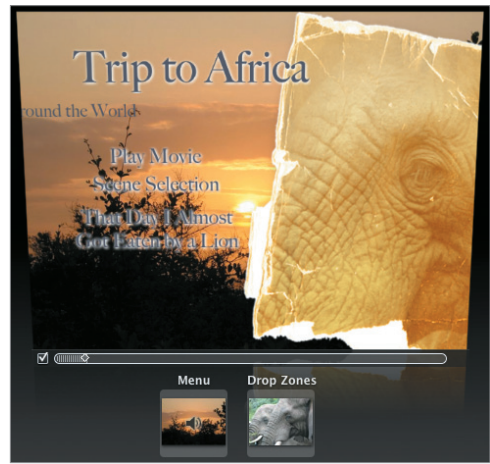 Trip to Africa
round the World
Play Movie
Scene Selection
That Day I Almost
Got Eaten by a Lion
Menu
Drop Zones